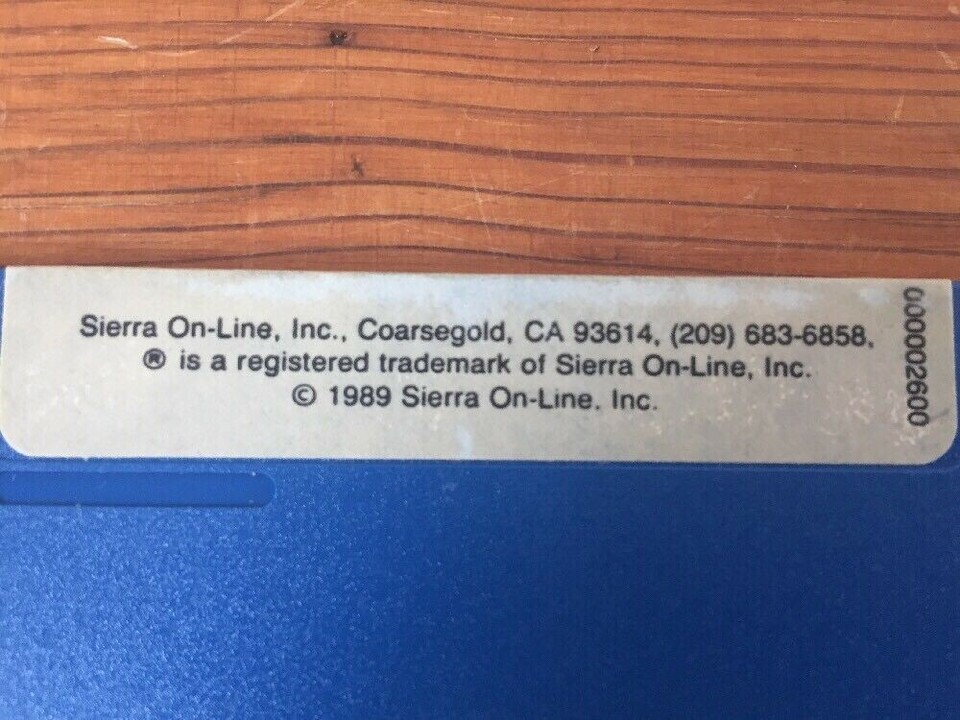 Sierra On-Line, Inc., Coarsegold, CA 93614, (209) 683-6858,
® is a registered trademark of Sierra On-Line, Inc.
© 1989 Sierra On-Line. Inc.
000002600